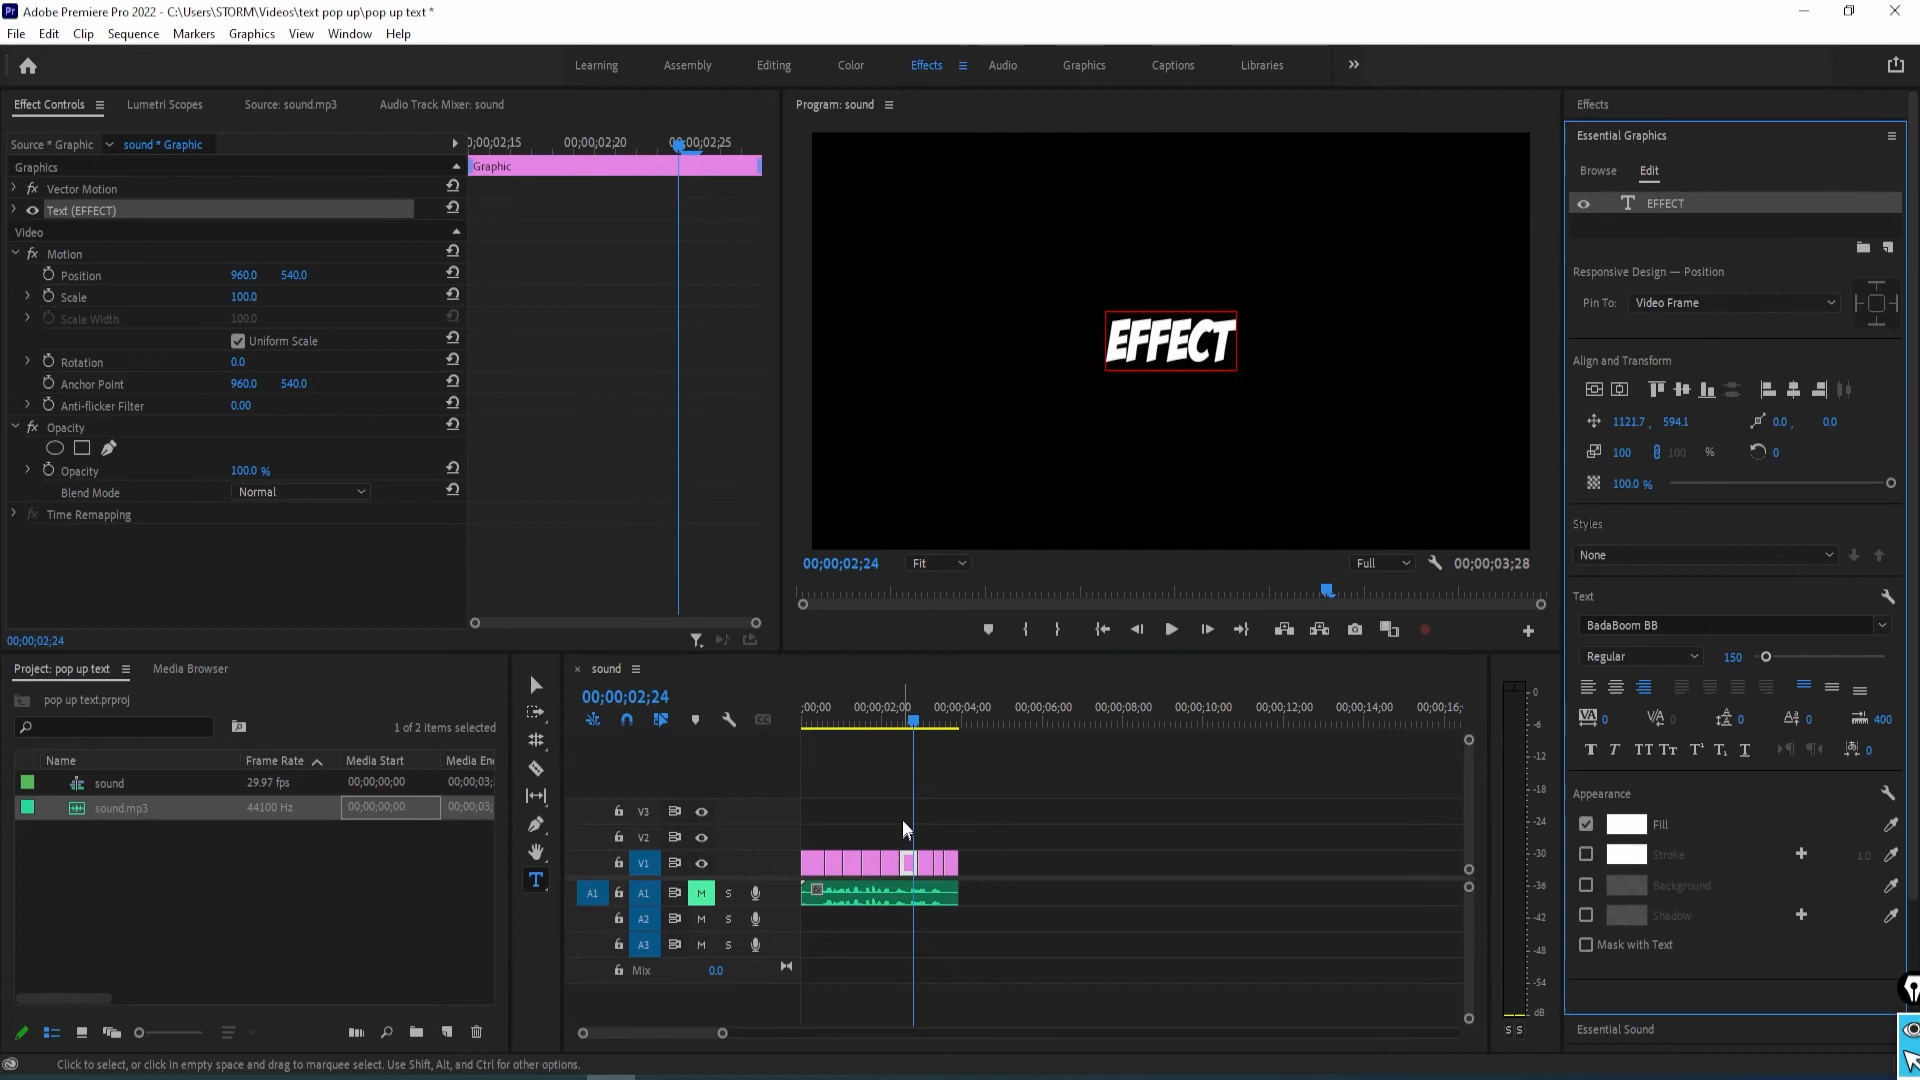 Adobe Premiere Pro 2022 - C:\Users\STORM\Videos\text pop up\pop up text *
File Edit Clip Sequence Markers Graphics View Window Help
Learning Assembly Editing Color Effects Audio Graphics Captions Libraries
Effect Controls Lumetri Scopes Source: sound.mp3 Audio Track Mixer: sound
Source * Graphic sound * Graphic
00;00;02;20
Graphics
Graphic
fx Vector Motion
Text (EFFECT)
Video
fx Motion
Position 960.0 540.0
Scale 100.0
Scale Width 100.0
Uniform Scale
Rotation 0.0
Anchor Point 960.0 540.0
Anti-flicker Filter 0.00
fx Opacity
Opacity 100.0 %
Blend Mode Normal
fx Time Remapping
00;00;02;24
Program: sound
EFFECT
00;00;02;24 Fit Full 00;00;03;28
Effects
Essential Graphics
Browse Edit
EFFECT
Responsive Design — Position
Pin To: Video Frame
Align and Transform
1121.7 , 594.1 0.0 , 0.0
100 100 % 0
100.0 %
Styles
None
Text
BadaBoom BB
Regular 150
0 0 0 0 400
0
Appearance
Fill
Stroke 1.0
Background
Shadow
Mask with Text
Essential Sound
Project: pop up text Media Browser
pop up text.prproj
1 of 2 items selected
Name Frame Rate Media Start Media En
sound 29.97 fps 00;00;00;00 00;00;03;
sound.mp3 44100 Hz 00;00;00;00 00;00;03;
sound
00;00;02;24
;00;00 00;00;02;00 00;00;04;00 00;00;06;00 00;00;08;00 00;00;10;00 00;00;12;00 00;00;14;00 00;00;16;
V3
V2
V1
A1 A1 M S
A2 M S
A3 M S
Mix 0.0
0
-6
-12
-18
-24
-30
-36
-42
-48
-54
dB
S S
Click to select, or click in empty space and drag to marquee select. Use Shift, Alt, and Ctrl for other options.